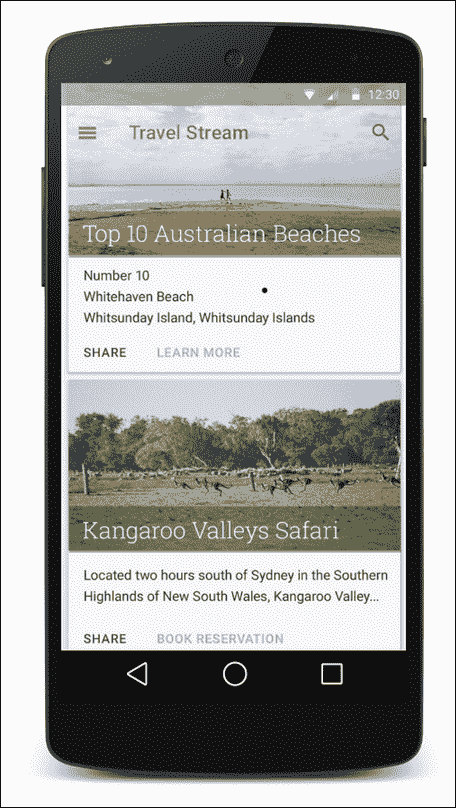 12:30
Travel Stream
Top 10 Australian Beaches
Number 10
Whitehaven Beach
Whitsunday Island, Whitsunday Islands
SHARE LEARN MORE
Kangaroo Valleys Safari
Located two hours south of Sydney in the Southern
Highlands of New South Wales, Kangaroo Valley...
SHARE BOOK RESERVATION